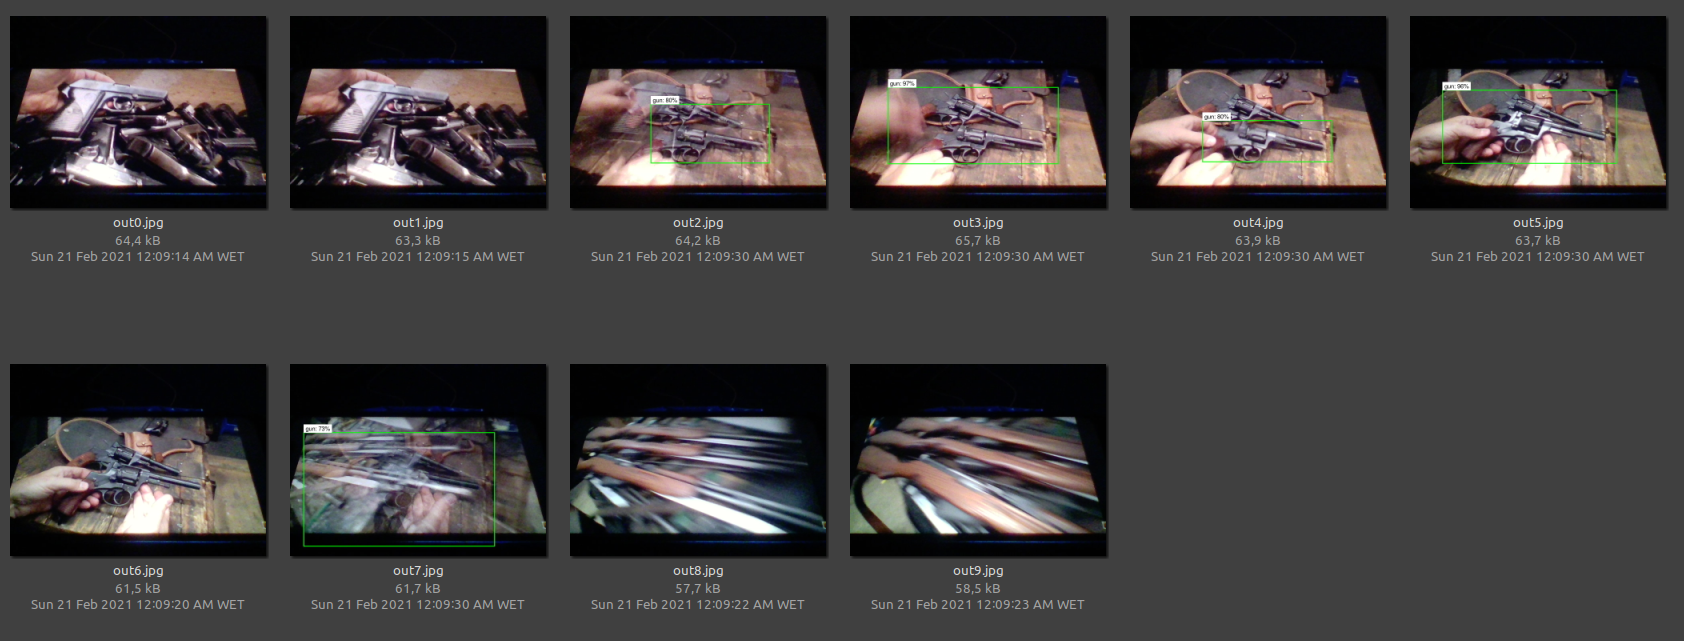 gun: 80%
gun: 97%
gun: 80%
gun: 98%
out0.jpg
64,4 kB
Sun 21 Feb 2021 12:09:14 AM WET
out1.jpg
63,3 kB
Sun 21 Feb 2021 12:09:15 AM WET
out2.jpg
64,2 kB
Sun 21 Feb 2021 12:09:30 AM WET
out3.jpg
65,7 kB
Sun 21 Feb 2021 12:09:30 AM WET
out4.jpg
63,9 kB
Sun 21 Feb 2021 12:09:30 AM WET
out5.jpg
63,7 kB
Sun 21 Feb 2021 12:09:30 AM WET
gun: 73%
out6.jpg
61,5 kB
Sun 21 Feb 2021 12:09:20 AM WET
out7.jpg
61,7 kB
Sun 21 Feb 2021 12:09:30 AM WET
out8.jpg
57,7 kB
Sun 21 Feb 2021 12:09:22 AM WET
out9.jpg
58,5 kB
Sun 21 Feb 2021 12:09:23 AM WET